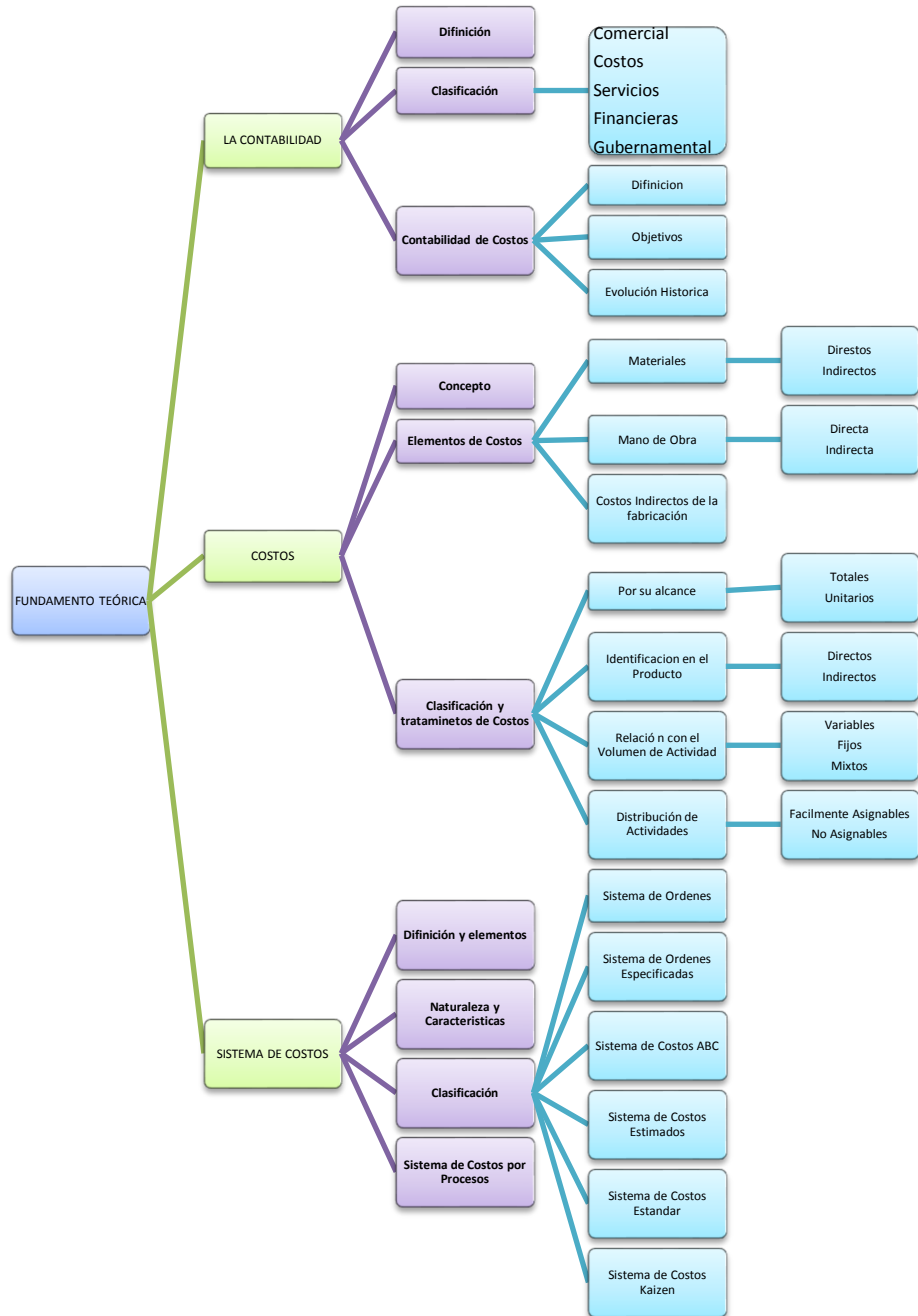 Difinición
Clasificación
Comercial
Costos
Servicios
Financieras
Gubernamental
LA CONTABILIDAD
Contabilidad de Costos
Difinicion
Objetivos
Evolución Historica
FUNDAMENTO TEÓRICA
COSTOS
Concepto
Elementos de Costos
Materiales
Direstos
Indirectos
Mano de Obra
Directa
Indirecta
Costos Indirectos de la
fabricación
Clasificación y
trataminetos de Costos
Por su alcance
Totales
Unitarios
Identificacion en el
Producto
Directos
Indirectos
Relació n con el
Volumen de Actividad
Variables
Fijos
Mixtos
Distribución de
Actividades
Facilmente Asignables
No Asignables
SISTEMA DE COSTOS
Difinición y elementos
Naturaleza y
Caracteristicas
Clasificación
Sistema de Ordenes
Sistema de Ordenes
Especificadas
Sistema de Costos ABC
Sistema de Costos
Estimados
Sistema de Costos
Estandar
Sistema de Costos
Kaizen
Sistema de Costos por
Procesos